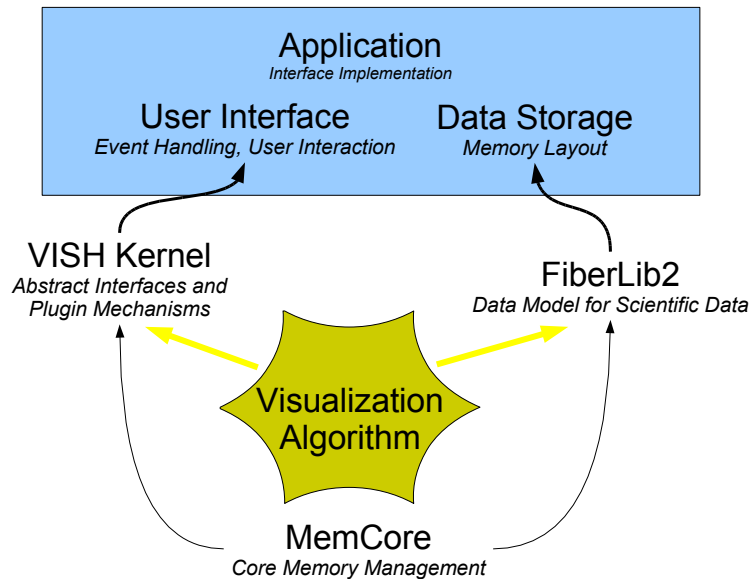 Application
Interface Implementation
User Interface
Event Handling, User Interaction
Data Storage
Memory Layout
VISH Kernel
Abstract Interfaces and
Plugin Mechanisms
FiberLib2
Data Model for Scientific Data
Visualization
Algorithm
MemCore
Core Memory Management